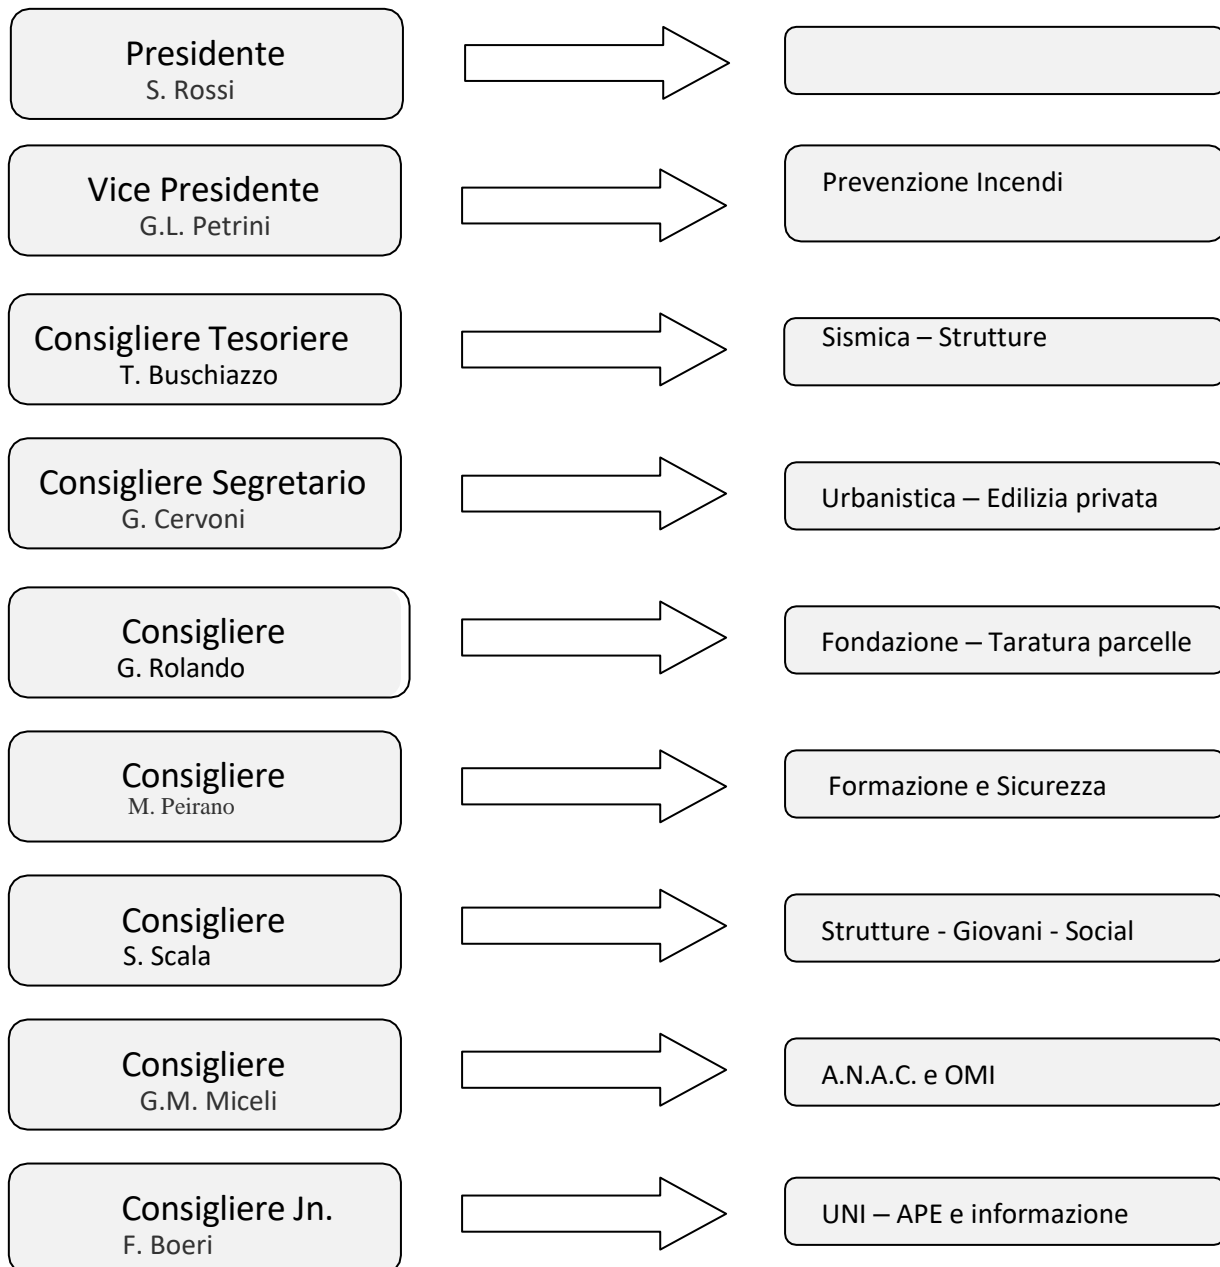 Presidente
S. Rossi
Vice Presidente
G.L. Petrini
Prevenzione Incendi
Consigliere Tesoriere
T. Buschiazzo
Sismica – Strutture
Consigliere Segretario
G. Cervoni
Urbanistica – Edilizia privata
Consigliere
G. Rolando
Fondazione – Taratura parcelle
Consigliere
M. Peirano
Formazione e Sicurezza
Consigliere
S. Scala
Strutture - Giovani - Social
Consigliere
G.M. Miceli
A.N.A.C. e OMI
Consigliere Jn.
F. Boeri
UNI – APE e informazione